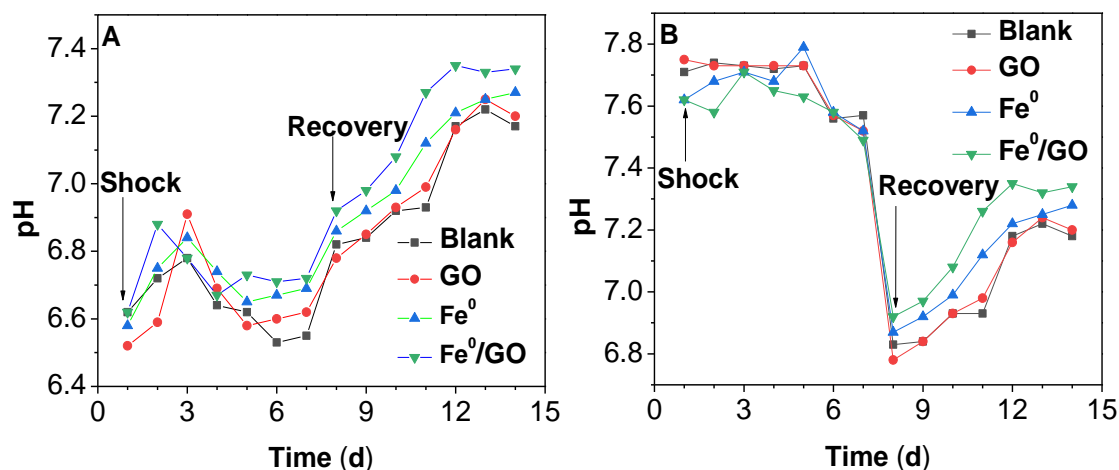 A
7.4
7.2
7.0
6.8
6.6
6.4
pH
Shock
Recovery
Blank
GO
Fe⁰
Fe⁰/GO
0 3 6 9 12 15
Time (d)
B
7.8
7.6
7.4
7.2
7.0
6.8
pH
Blank
GO
Fe⁰
Fe⁰/GO
Shock
Recovery
0 3 6 9 12 15
Time (d)